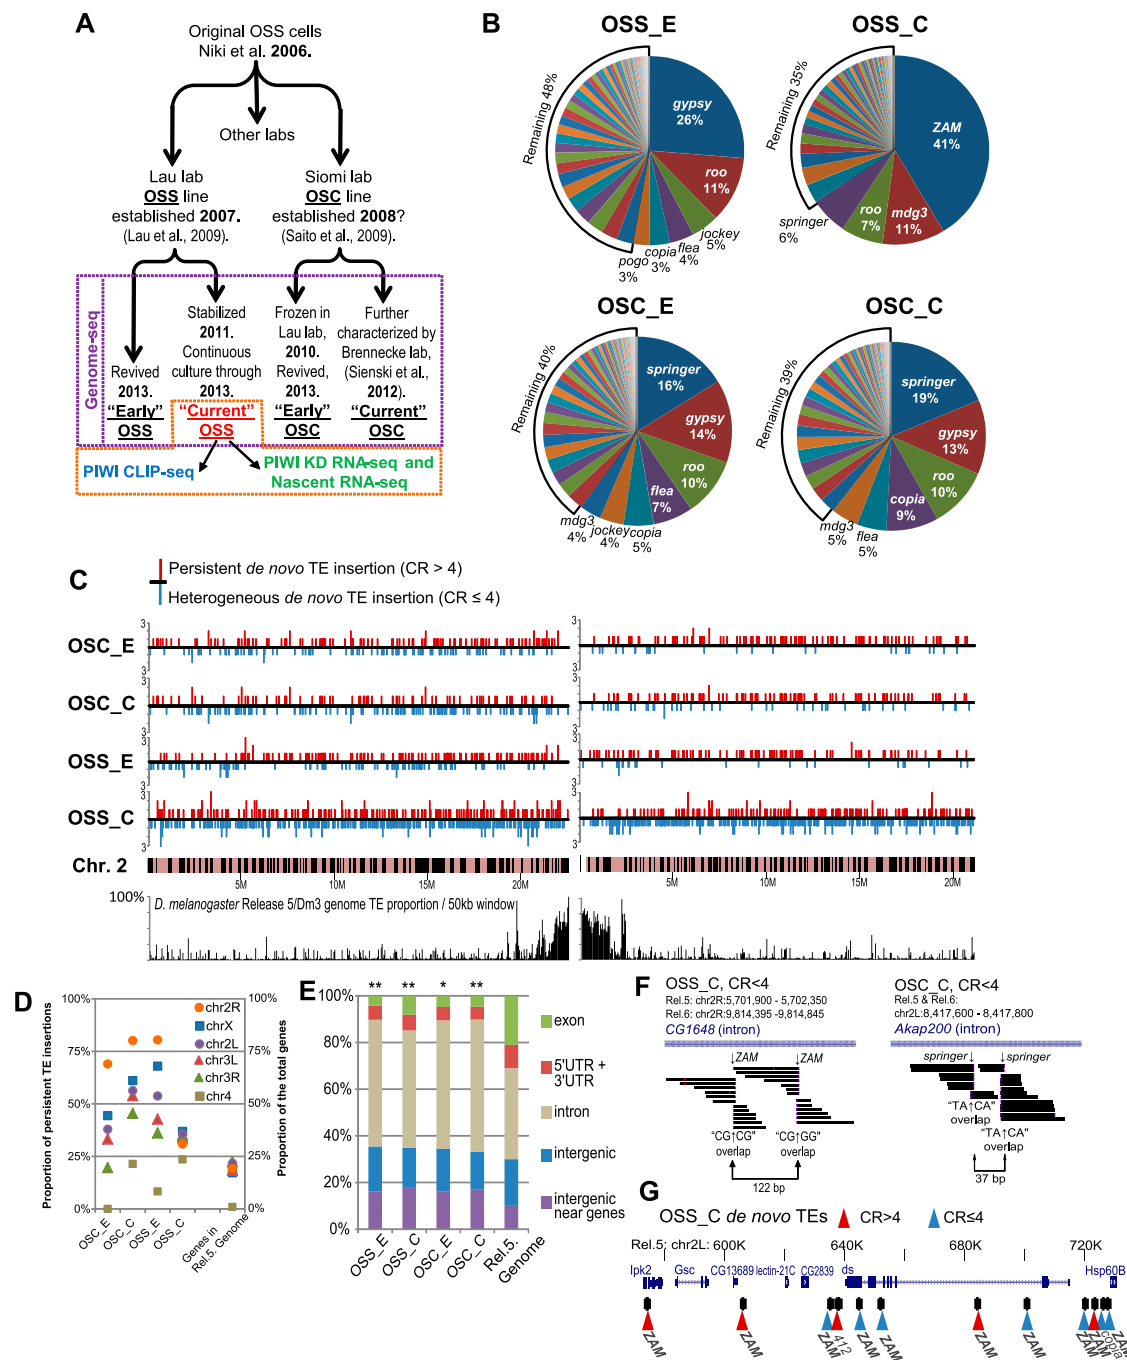 A
Original OSS cells
Niki et al. 2006.
Other labs
Lau lab
OSS line
established 2007.
(Lau et al., 2009).
Siomi lab
OSC line
established 2008?
(Saito et al., 2009).
Genome-seq
Revived
2013.
"Early"
OSS
Stabilized
2011.
Continuous
culture through
2013.
"Current"
OSS
Frozen in
Lau lab,
2010.
Revived,
2013.
"Early"
OSC
Further
characterized by
Brennecke lab,
(Sienski et al.,
2012).
"Current"
OSC
PIWI CLIP-seq
PIWI KD RNA-seq and
Nascent RNA-seq
B
OSS_E
Remaining 48%
gypsy
26%
roo
11%
jockey
5%
flea
4%
copia
3%
pogo
3%
OSS_C
Remaining 35%
ZAM
41%
mdg3
11%
roo
7%
springer
6%
OSC_E
Remaining 40%
springer
16%
gypsy
14%
roo
10%
flea
7%
copia
5%
jockey
4%
mdg3
4%
OSC_C
Remaining 39%
springer
19%
gypsy
13%
roo
10%
copia
9%
flea
5%
mdg3
5%
C
Persistent de novo TE insertion (CR > 4)
Heterogeneous de novo TE insertion (CR ≤ 4)
3
OSC_E
3
3
OSC_C
3
3
OSS_E
3
3
OSS_C
3
Chr. 2
5M 10M 15M 20M
5M 10M 15M 20M
100%
D. melanogaster Release 5/Dm3 genome TE proportion / 50kb window
D
Proportion of persistent TE insertions
100%
75%
50%
25%
0%
chr2R
chrX
chr2L
chr3L
chr3R
chr4
100%
75%
50%
25%
0%
Proportion of the total genes
OSC_E
OSC_C
OSS_E
OSS_C
Genes in
Rel.5. Genome
E
** ** * **
100%
80%
60%
40%
20%
0%
exon
5'UTR +
3'UTR
intron
intergenic
intergenic
near genes
OSS_E
OSS_C
OSC_E
OSC_C
Rel.5.
Genome
F
OSS_C, CR<4
Rel.5: chr2R:5,701,900 - 5,702,350
Rel.6: chr2R:9,814,395 -9,814,845
CG1648 (intron)
↓ZAM ↓ZAM
"CG↑CG"
overlap
"CG↑GG"
overlap
122 bp
OSC_C, CR<4
Rel.5 & Rel.6:
chr2L:8,417,600 - 8,417,800
Akap200 (intron)
springer↓ ↓springer
"TA↑CA"
overlap
"TA↑CA"
overlap
37 bp
G
OSS_C de novo TEs CR>4 CR≤4
Rel.5: chr2L: 600K 640K 680K 720K
Ipk2 Gsc CG13689 lectin-21C CG2839 ds Hsp60B
ZAM ZAM ZAM 412 ZAM ZAM ZAM ZAM ZAM ZAM copia ZAM